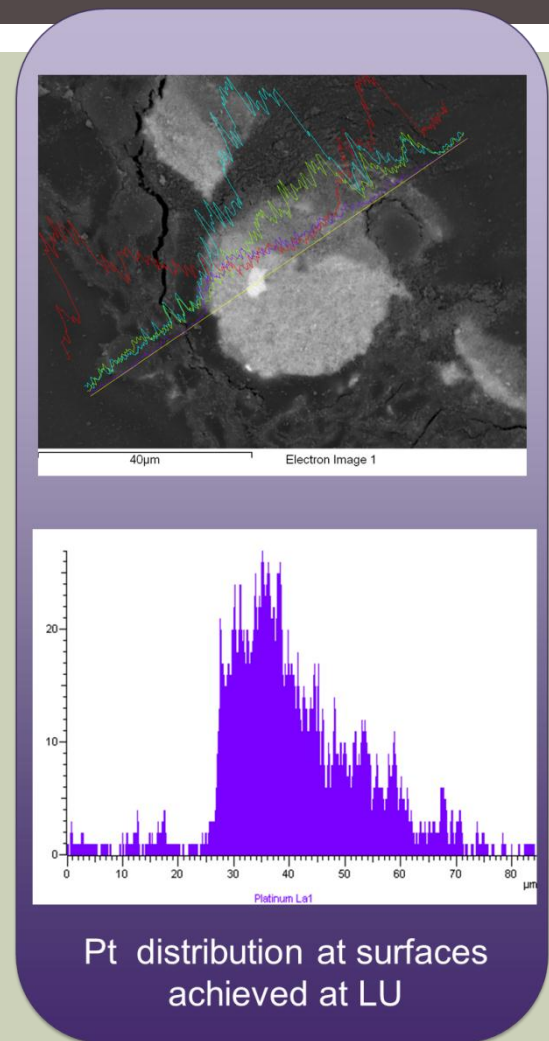 40µm
Electron Image 1
20
10
0
0 10 20 30 40 50 60 70 80
µm
Platinum La1
Pt distribution at surfaces
achieved at LU